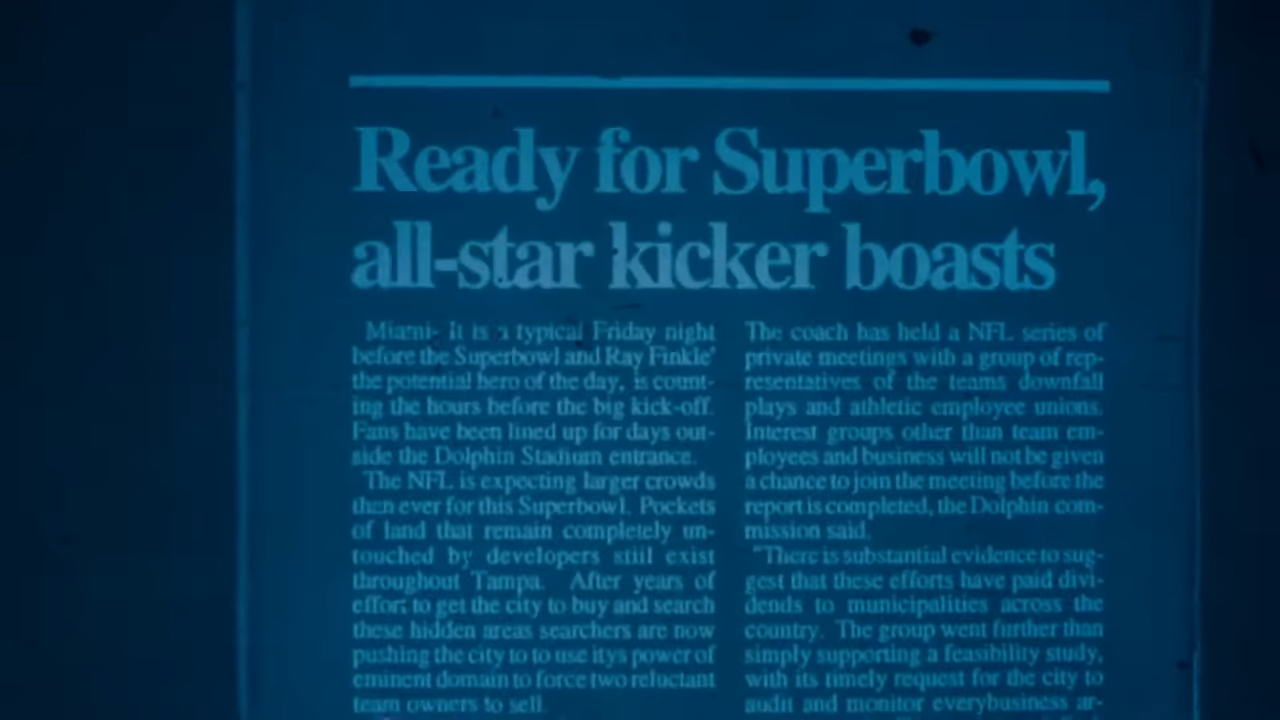 Ready for Superbowl,
all-star kicker boasts
Miami- It is a typical Friday night
before the Superbowl and Ray Finkle'
the potential hero of the day, is count-
ing the hours before the big kick-off.
Fans have been lined up for days out-
side the Dolphin Stadium entrance.
The NFL is expecting larger crowds
than ever for this Superbowl. Pockets
of land that remain completely un-
touched by developers still exist
throughout Tampa. After years of
effort to get the city to buy and search
these hidden areas searchers are now
pushing the city to to use itys power of
eminent domain to force two reluctant
team owners to sell.
The coach has held a NFL series of
private meetings with a group of rep-
resentatives of the teams downfall
plays and athletic employee unions.
Interest groups other than team em-
ployees and business will not be given
a chance to join the meeting before the
report is completed, the Dolphin com-
mission said.
"There is substantial evidence to sug-
gest that these efforts have paid divi-
dends to municipalities across the
country. The group went further than
simply supporting a feasibility study,
with its timely request for the city to
audit and monitor everybusiness ar-